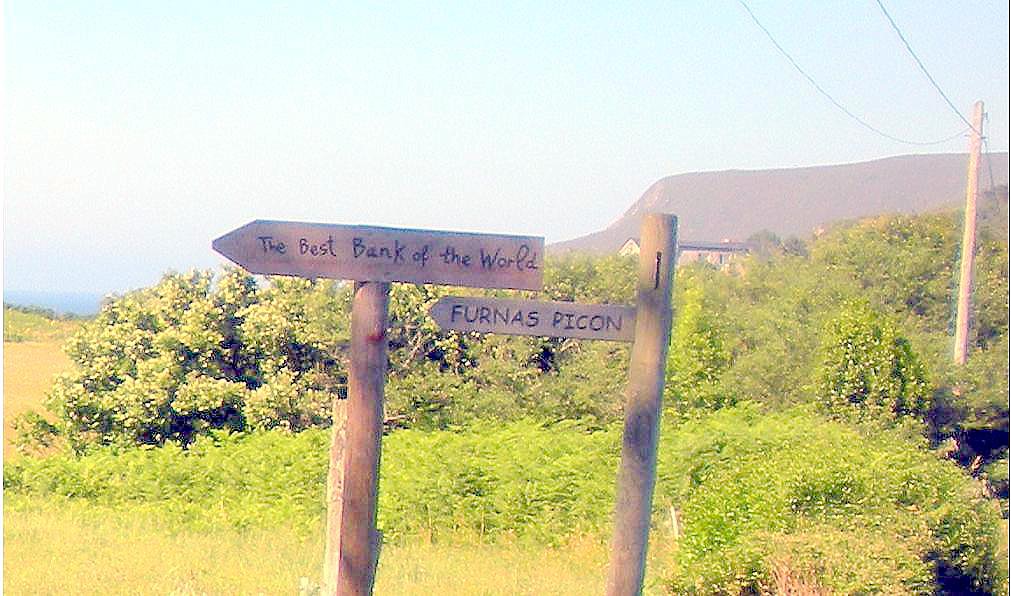 The Best Bank of the World
FURNAS PICON